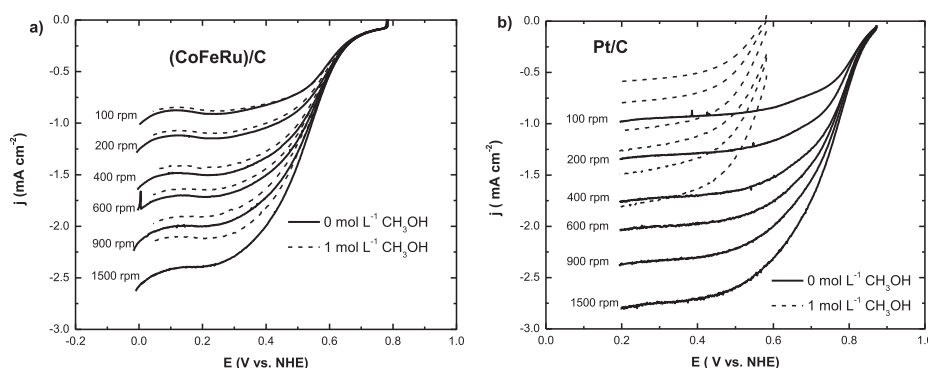 a)
(CoFeRu)/C
0.0
-0.5
-1.0
-1.5
-2.0
-2.5
-3.0
j (mA cm-2)
100 rpm
200 rpm
400 rpm
600 rpm
900 rpm
1500 rpm
0 mol L-1 CH3OH
1 mol L-1 CH3OH
-0.2 0.0 0.2 0.4 0.6 0.8 1.0
E (V vs. NHE)
b)
Pt/C
0.0
-0.5
-1.0
-1.5
-2.0
-2.5
-3.0
j ( mA cm-2)
100 rpm
200 rpm
400 rpm
600 rpm
900 rpm
1500 rpm
0 mol L-1 CH3OH
1 mol L-1 CH3OH
0.0 0.2 0.4 0.6 0.8 1.0
E ( V vs. NHE)